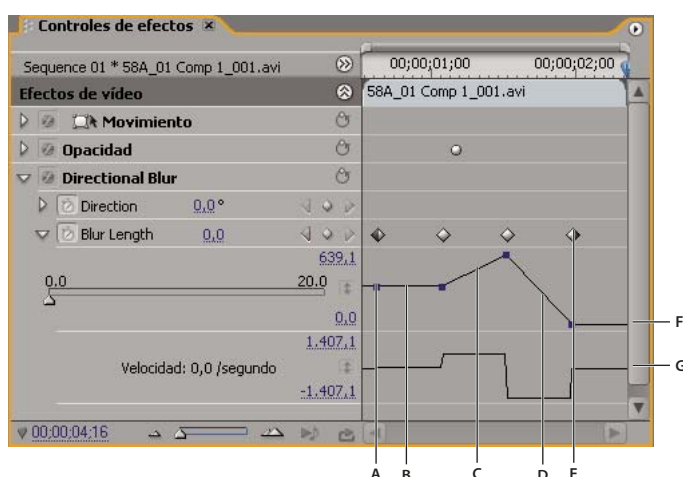 Controles de efectos
Sequence 01 * 58A_01 Comp 1_001.avi
00;00;01;00 00;00;02;00
Efectos de vídeo
58A_01 Comp 1_001.avi
Movimiento
Opacidad
Directional Blur
Direction 0,0°
Blur Length 0,0
639,1
0.0 20.0
0,0
F
1.407,1
Velocidad: 0,0 /segundo
G
-1.407,1
00;00;04;16
A B C D E